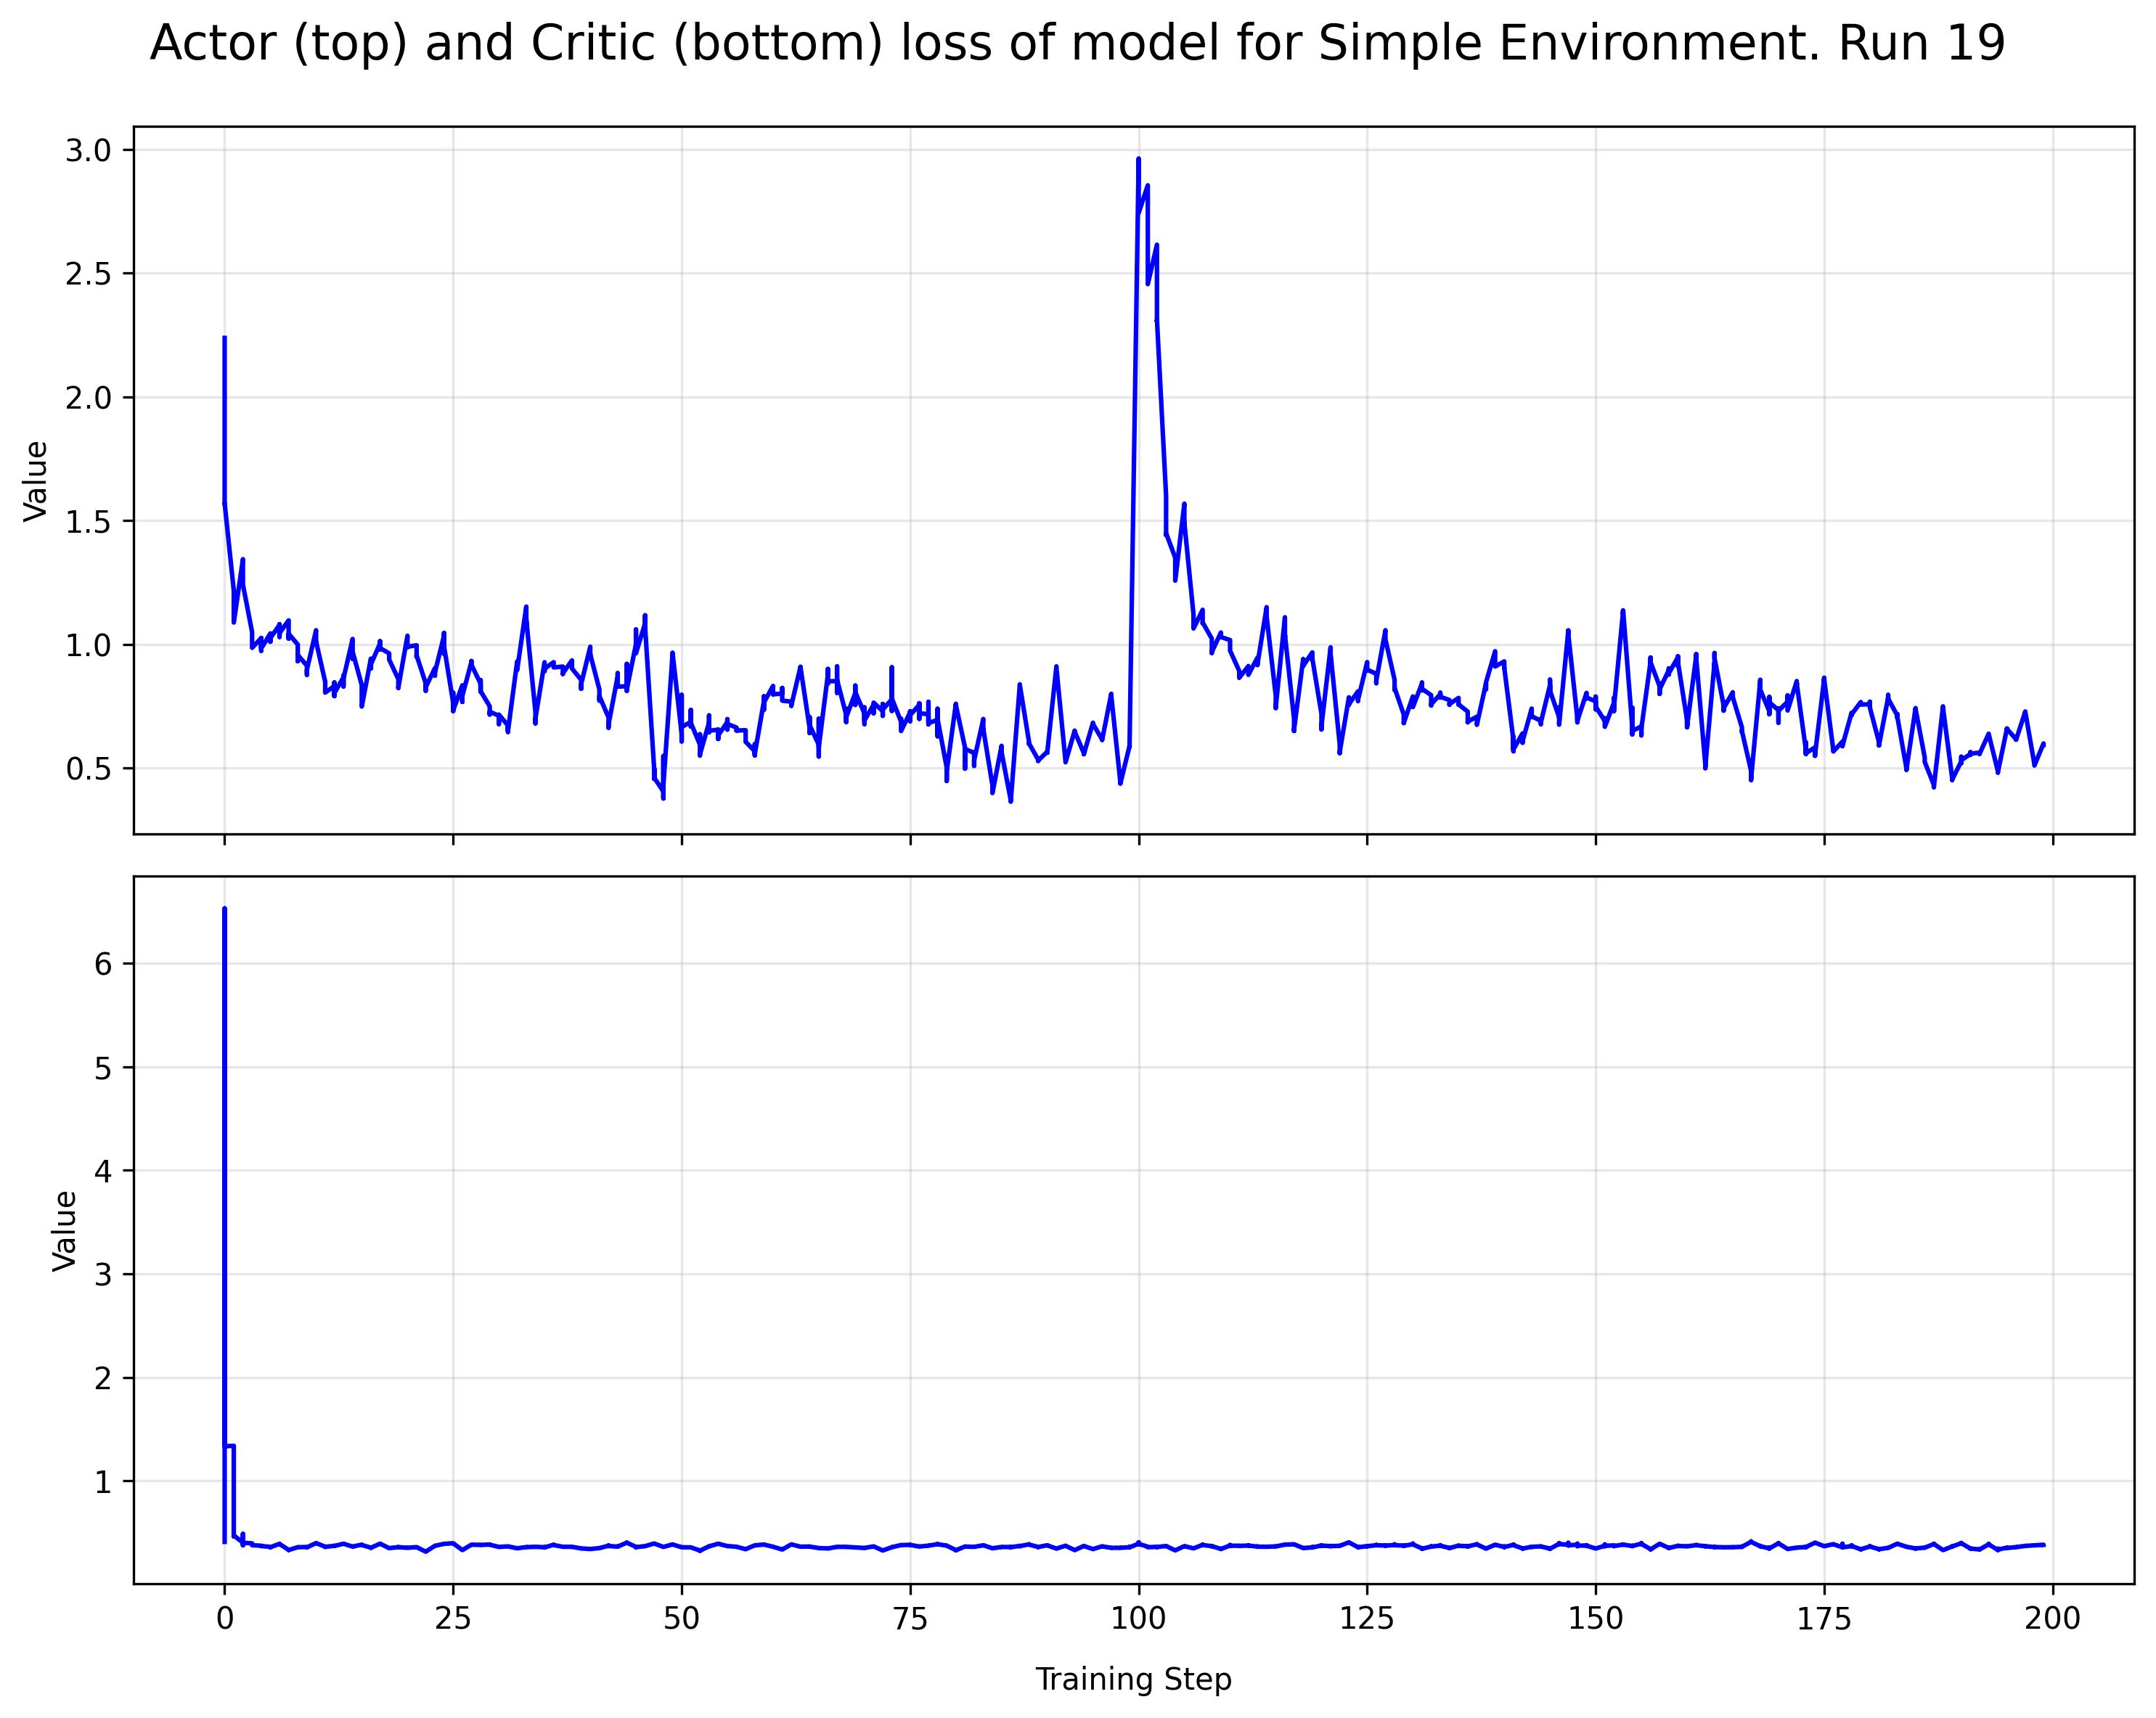 Actor (top) and Critic (bottom) loss of model for Simple Environment. Run 19
3.0
2.5
2.0
1.5
1.0
0.5
Value
6
5
4
3
2
1
Value
0 25 50 75 100 125 150 175 200
Training Step